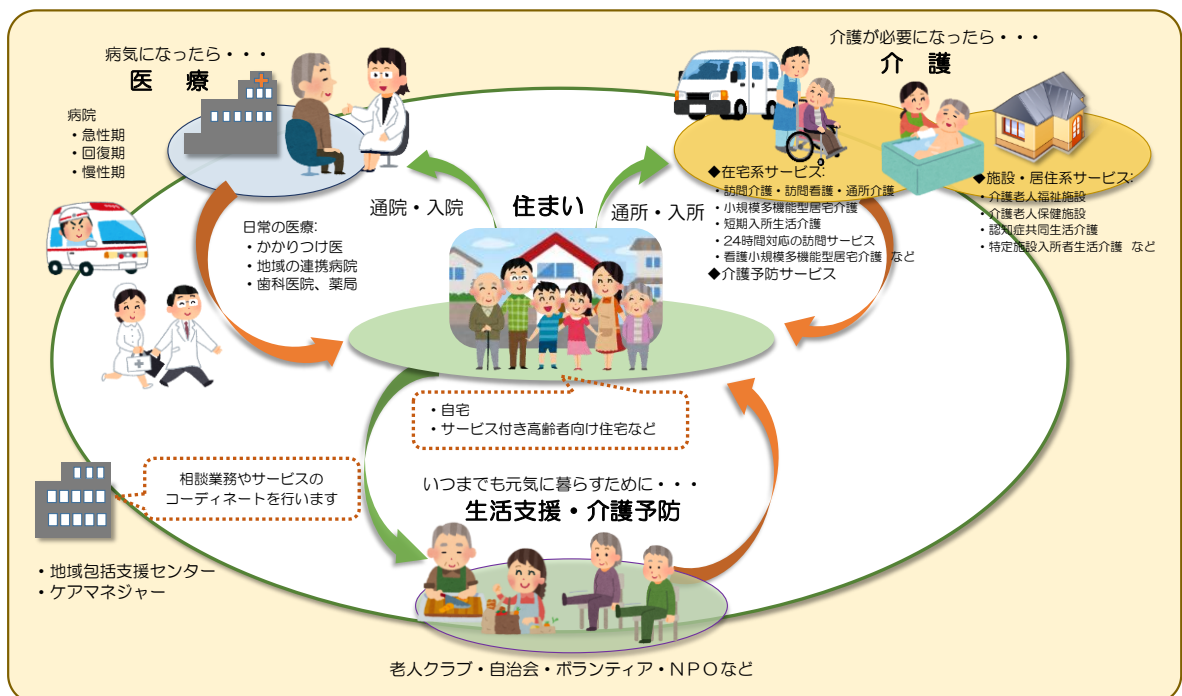 病気になったら・・・
医　療
病院
・急性期
・回復期
・慢性期
日常の医療:
・かかりつけ医
・地域の連携病院
・歯科医院、薬局
通院・入院
住まい
通所・入所
介護が必要になったら・・・
介　護
◆在宅系サービス:
・訪問介護・訪問看護・通所介護
・小規模多機能型居宅介護
・短期入所生活介護
・24時間対応の訪問サービス
・看護小規模多機能型居宅介護 など
◆介護予防サービス
◆施設・居住系サービス:
・介護老人福祉施設
・介護老人保健施設
・認知症共同生活介護
・特定施設入所者生活介護 など
・自宅
・サービス付き高齢者向け住宅など
相談業務やサービスの
コーディネートを行います
・地域包括支援センター
・ケアマネジャー
いつまでも元気に暮らすために・・・
生活支援・介護予防
老人クラブ・自治会・ボランティア・ＮＰＯなど